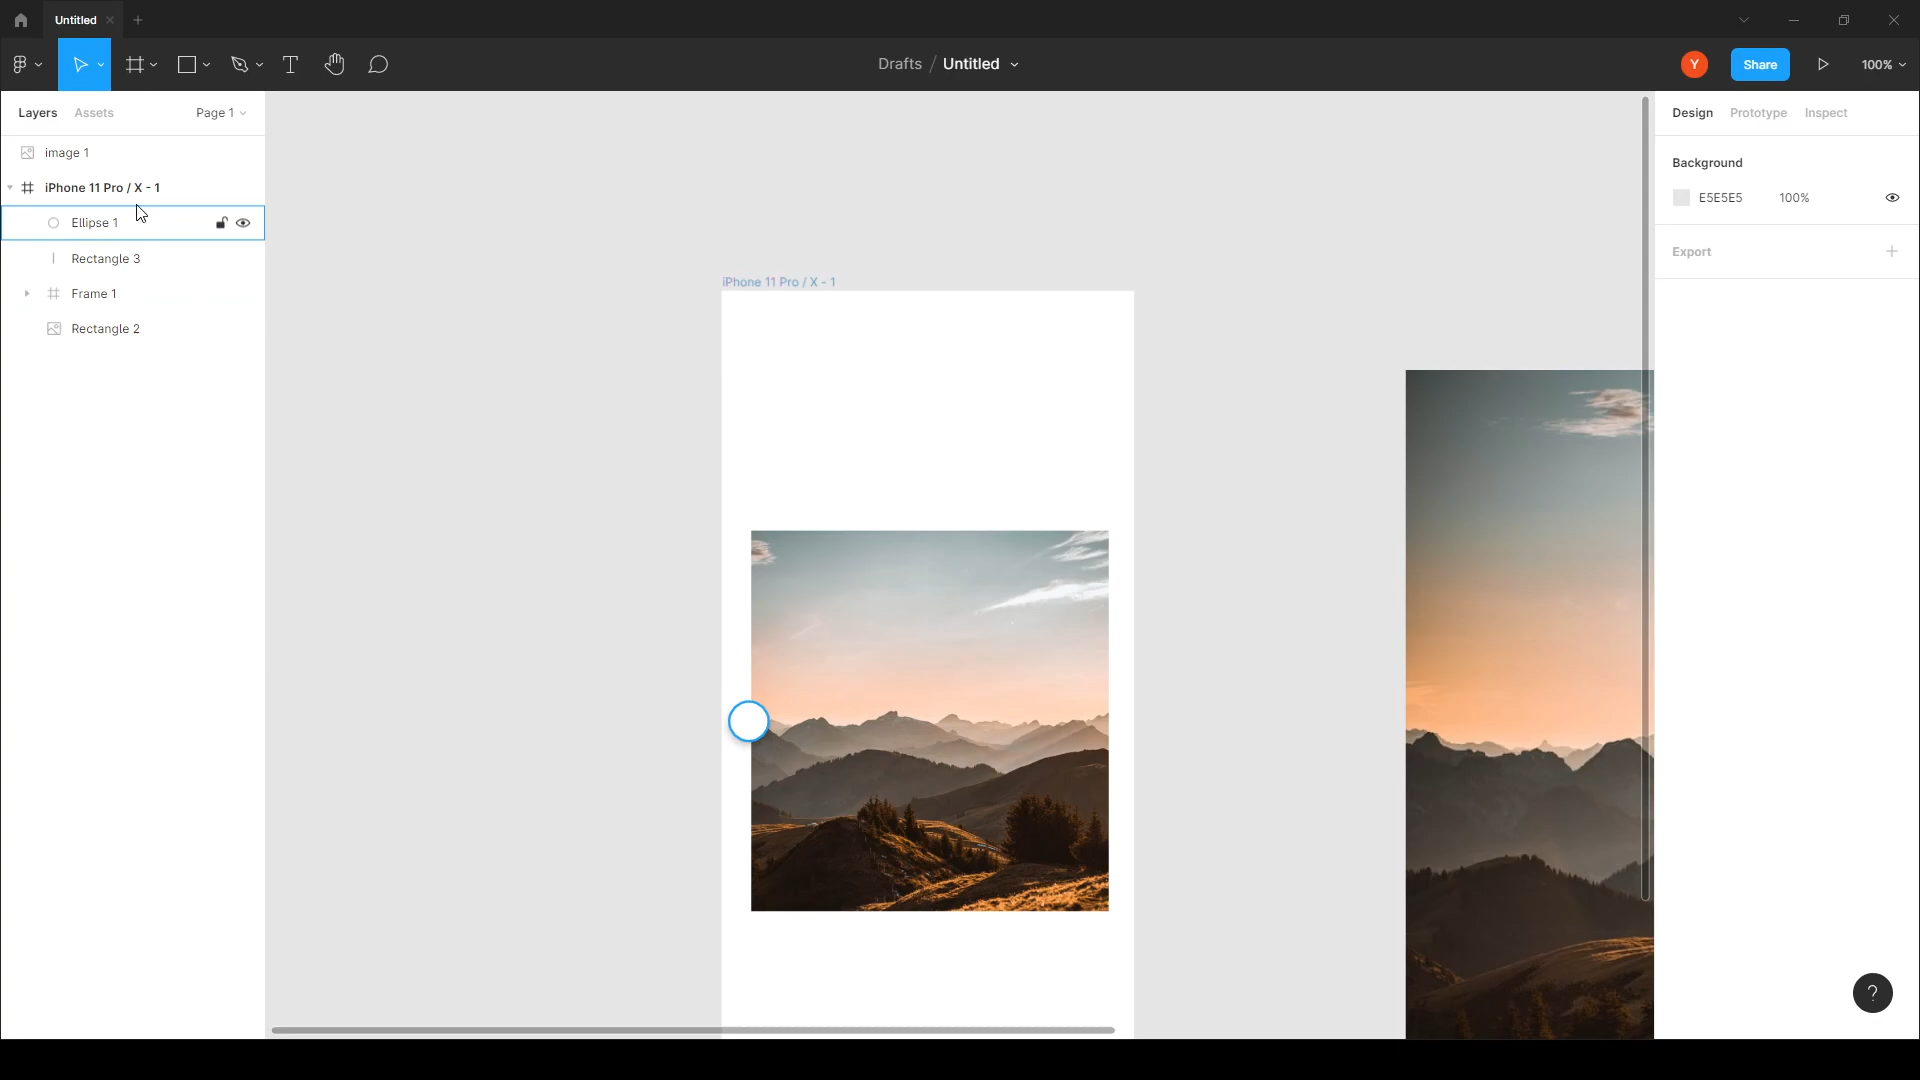 Untitled
Drafts / Untitled
Y
Share
100%
Layers
Assets
Page 1
image 1
iPhone 11 Pro / X - 1
Ellipse 1
Rectangle 3
Frame 1
Rectangle 2
iPhone 11 Pro / X - 1
Design
Prototype
Inspect
Background
E5E5E5
100%
Export
?